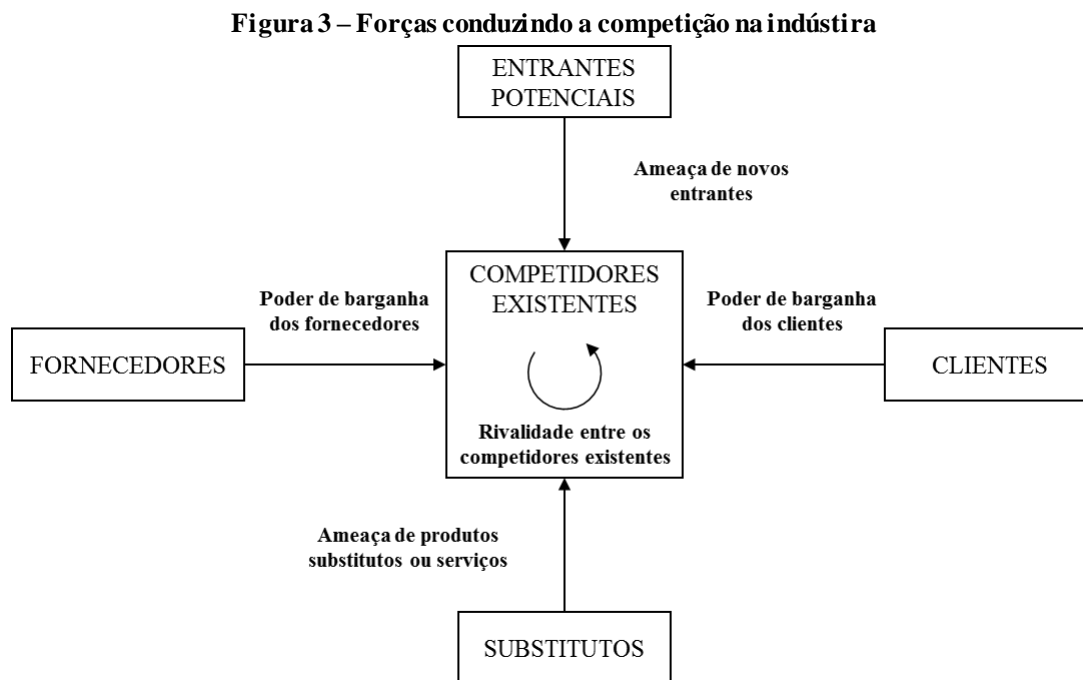 Figura 3 – Forças conduzindo a competição na indústira
ENTRANTES
POTENCIAIS
Ameaça de novos
entrantes
COMPETIDORES
EXISTENTES
Poder de barganha
dos fornecedores
Poder de barganha
dos clientes
FORNECEDORES
CLIENTES
Rivalidade entre os
competidores existentes
Ameaça de produtos
substitutos ou serviços
SUBSTITUTOS